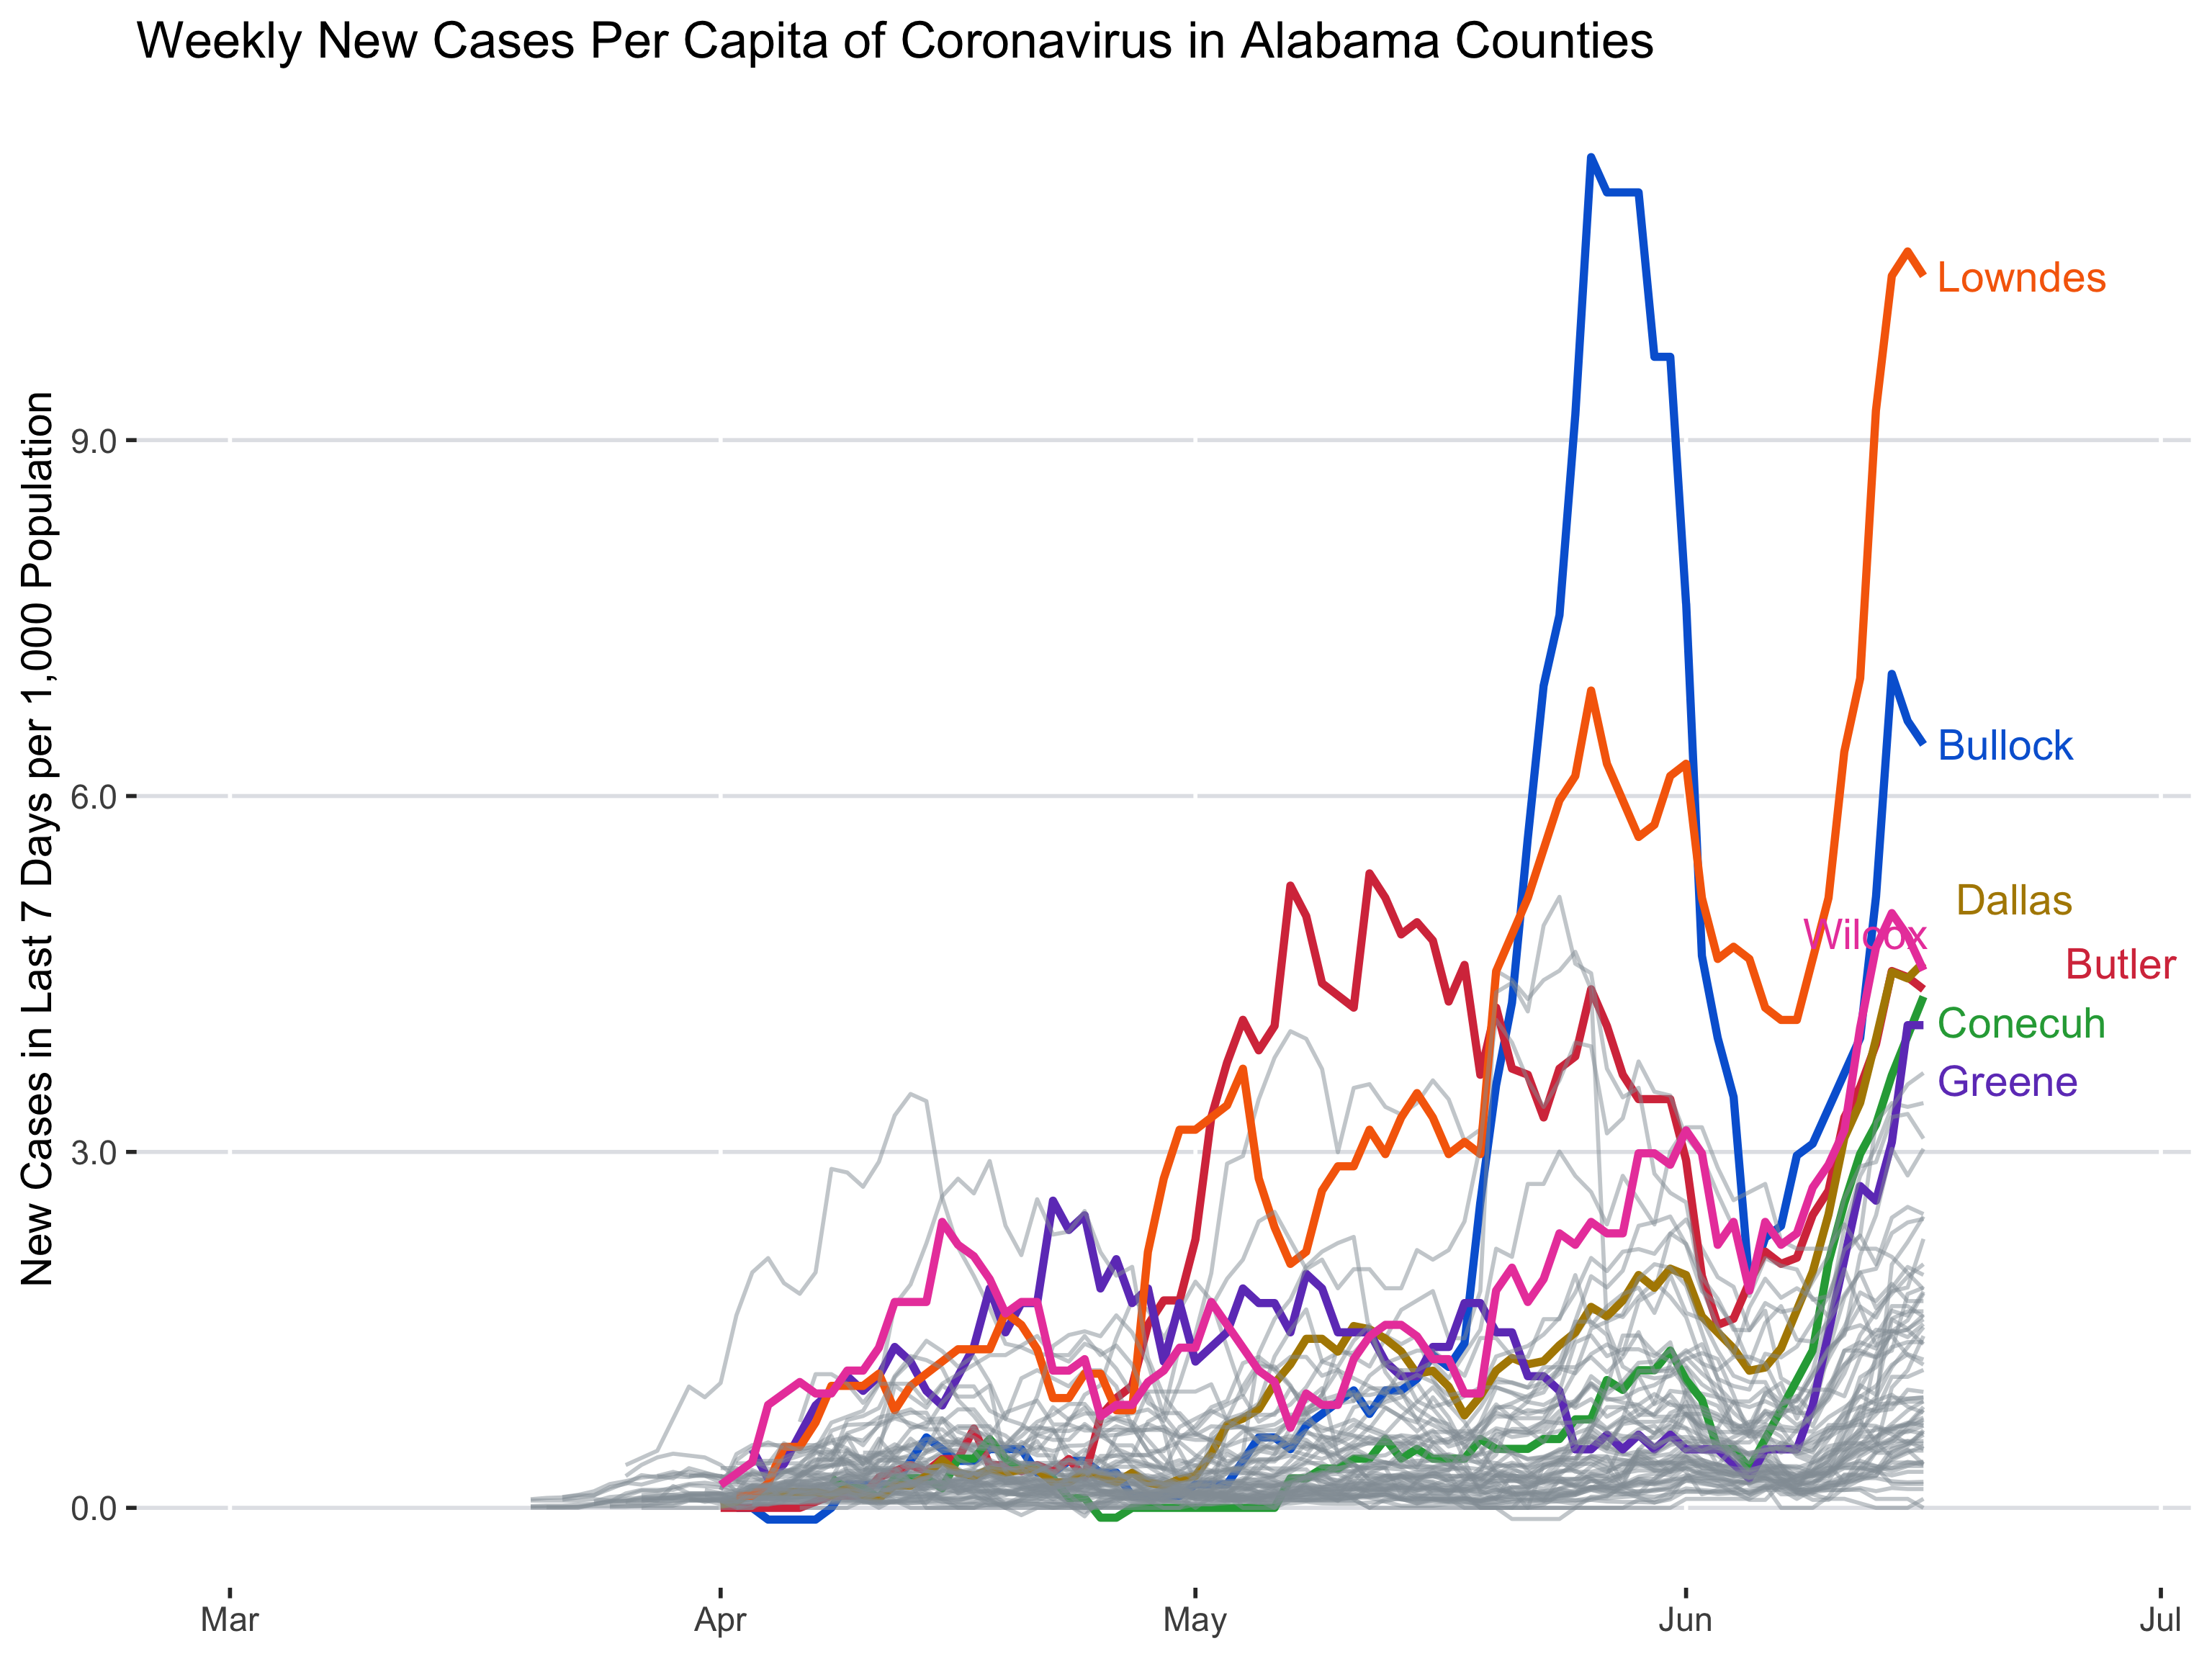 Weekly New Cases Per Capita of Coronavirus in Alabama Counties
New Cases in Last 7 Days per 1,000 Population
9.0
6.0
3.0
0.0
Lowndes
Bullock
Dallas
Wilcox
Butler
Conecuh
Greene
Mar
Apr
May
Jun
Jul